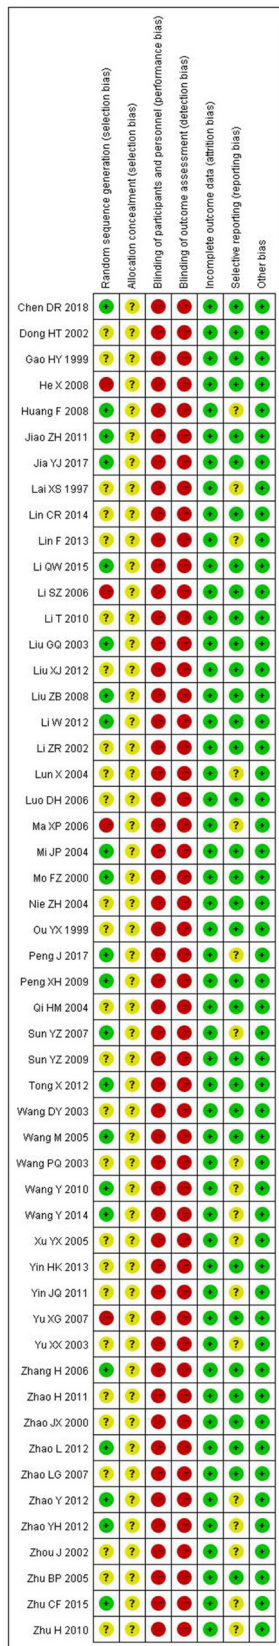 Random sequence generation (selection bias)
Allocation concealment (selection bias)
Blinding of participants and personnel (performance bias)
Blinding of outcome assessment (detection bias)
Incomplete outcome data (attrition bias)
Selective reporting (reporting bias)
Other bias
Chen DR 2018 + ? - - + + +
Dong HT 2002 ? ? - - + + +
Gao HY 1999 ? ? - - + + +
He X 2008 - ? - - + + +
Huang F 2008 + ? - - + ? +
Jiao ZH 2011 + ? - - + + +
Jia YJ 2017 + ? - - + + +
Lai XS 1997 ? ? - - + ? +
Lin CR 2014 ? ? - - + + +
Lin F 2013 ? ? - - + ? +
Li QW 2015 + ? - - + + +
Li SZ 2006 - ? - - + + +
Li T 2010 ? ? - - + + +
Liu GQ 2003 + ? - - + + +
Liu XJ 2012 ? ? - - + + +
Liu ZB 2008 + ? - - + + +
Li W 2012 + ? - - + + +
Li ZR 2002 ? ? - - + + +
Lun X 2004 ? ? - - + ? +
Luo DH 2006 ? ? - - + + +
Ma XP 2006 - ? - - + ? +
Mi JP 2004 + ? - - + + +
Mo FZ 2000 + ? - - + + +
Nie ZH 2004 ? ? - - + + +
Ou YX 1999 ? ? - - + + +
Peng J 2017 + ? - - + ? +
Peng XH 2009 + ? - - + + +
Qi HM 2004 ? ? - - + + +
Sun YZ 2007 + ? - - + ? +
Sun YZ 2009 ? ? - - + + +
Tong X 2012 + ? - - + + +
Wang DY 2003 ? ? - - + + +
Wang M 2005 + ? - - + + +
Wang PQ 2003 ? ? - - + ? +
Wang Y 2010 + ? - - + ? +
Wang Y 2014 + ? - - + ? +
Xu YX 2005 ? ? - - + ? +
Yin HK 2013 ? ? - - + + +
Yin JQ 2011 ? ? - - + ? +
Yu XG 2007 - ? - - + + +
Yu XX 2003 ? ? - - + ? +
Zhang H 2006 + ? - - + + +
Zhao H 2011 ? ? - - + + +
Zhao JX 2000 ? ? - - + + +
Zhao L 2012 + ? - - + + +
Zhao LG 2007 ? ? - - + + +
Zhao Y 2012 + ? - - + ? +
Zhao YH 2012 + ? - - + ? +
Zhou J 2002 ? ? - - + ? +
Zhu BP 2005 ? ? - - + + +
Zhu CF 2015 + ? - - + ? +
Zhu H 2010 ? ? - - + ? +